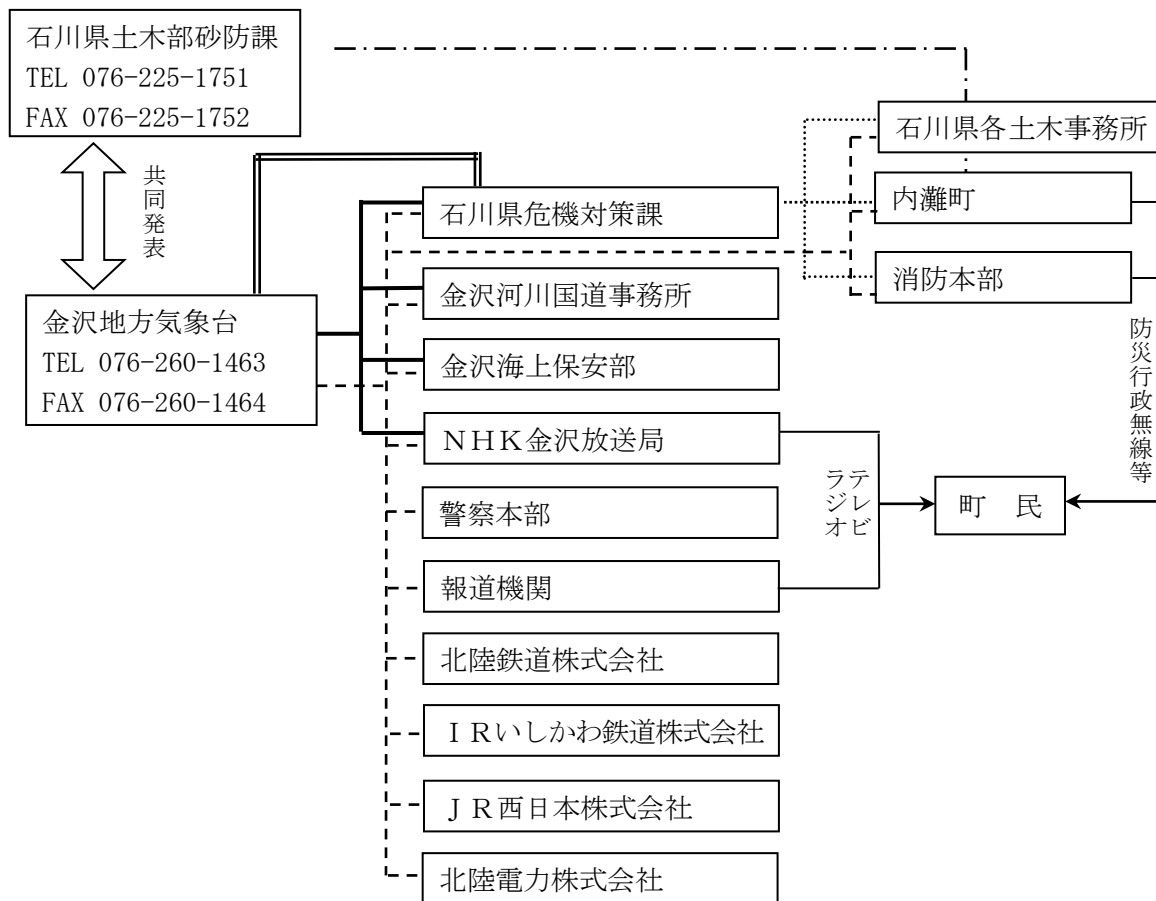 石川県土木部砂防課
TEL 076-225-1751
FAX 076-225-1752
共同発表
金沢地方気象台
TEL 076-260-1463
FAX 076-260-1464
石川県危機対策課
金沢河川国道事務所
金沢海上保安部
ＮＨＫ金沢放送局
警察本部
報道機関
北陸鉄道株式会社
ＩＲいしかわ鉄道株式会社
ＪＲ西日本株式会社
北陸電力株式会社
石川県各土木事務所
内灘町
消防本部
防災行政無線等
テレビ
ラジオ
町　民